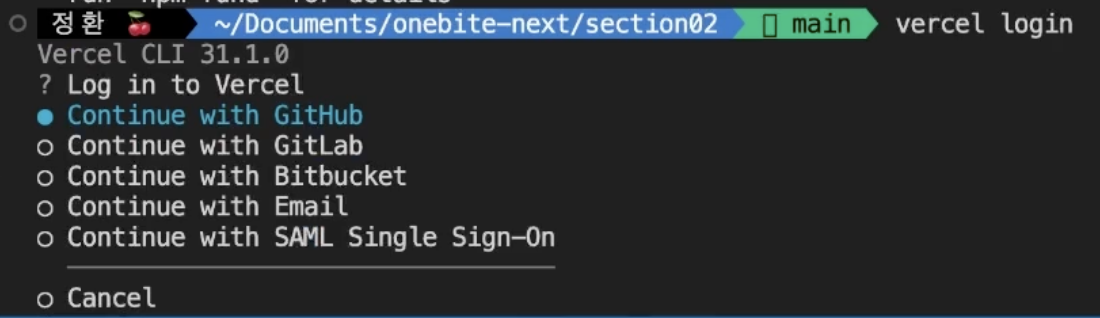 정환 🍒 ~/Documents/onebite-next/section02 main vercel login
Vercel CLI 31.1.0
? Log in to Vercel
● Continue with GitHub
○ Continue with GitLab
○ Continue with Bitbucket
○ Continue with Email
○ Continue with SAML Single Sign-On
○ Cancel